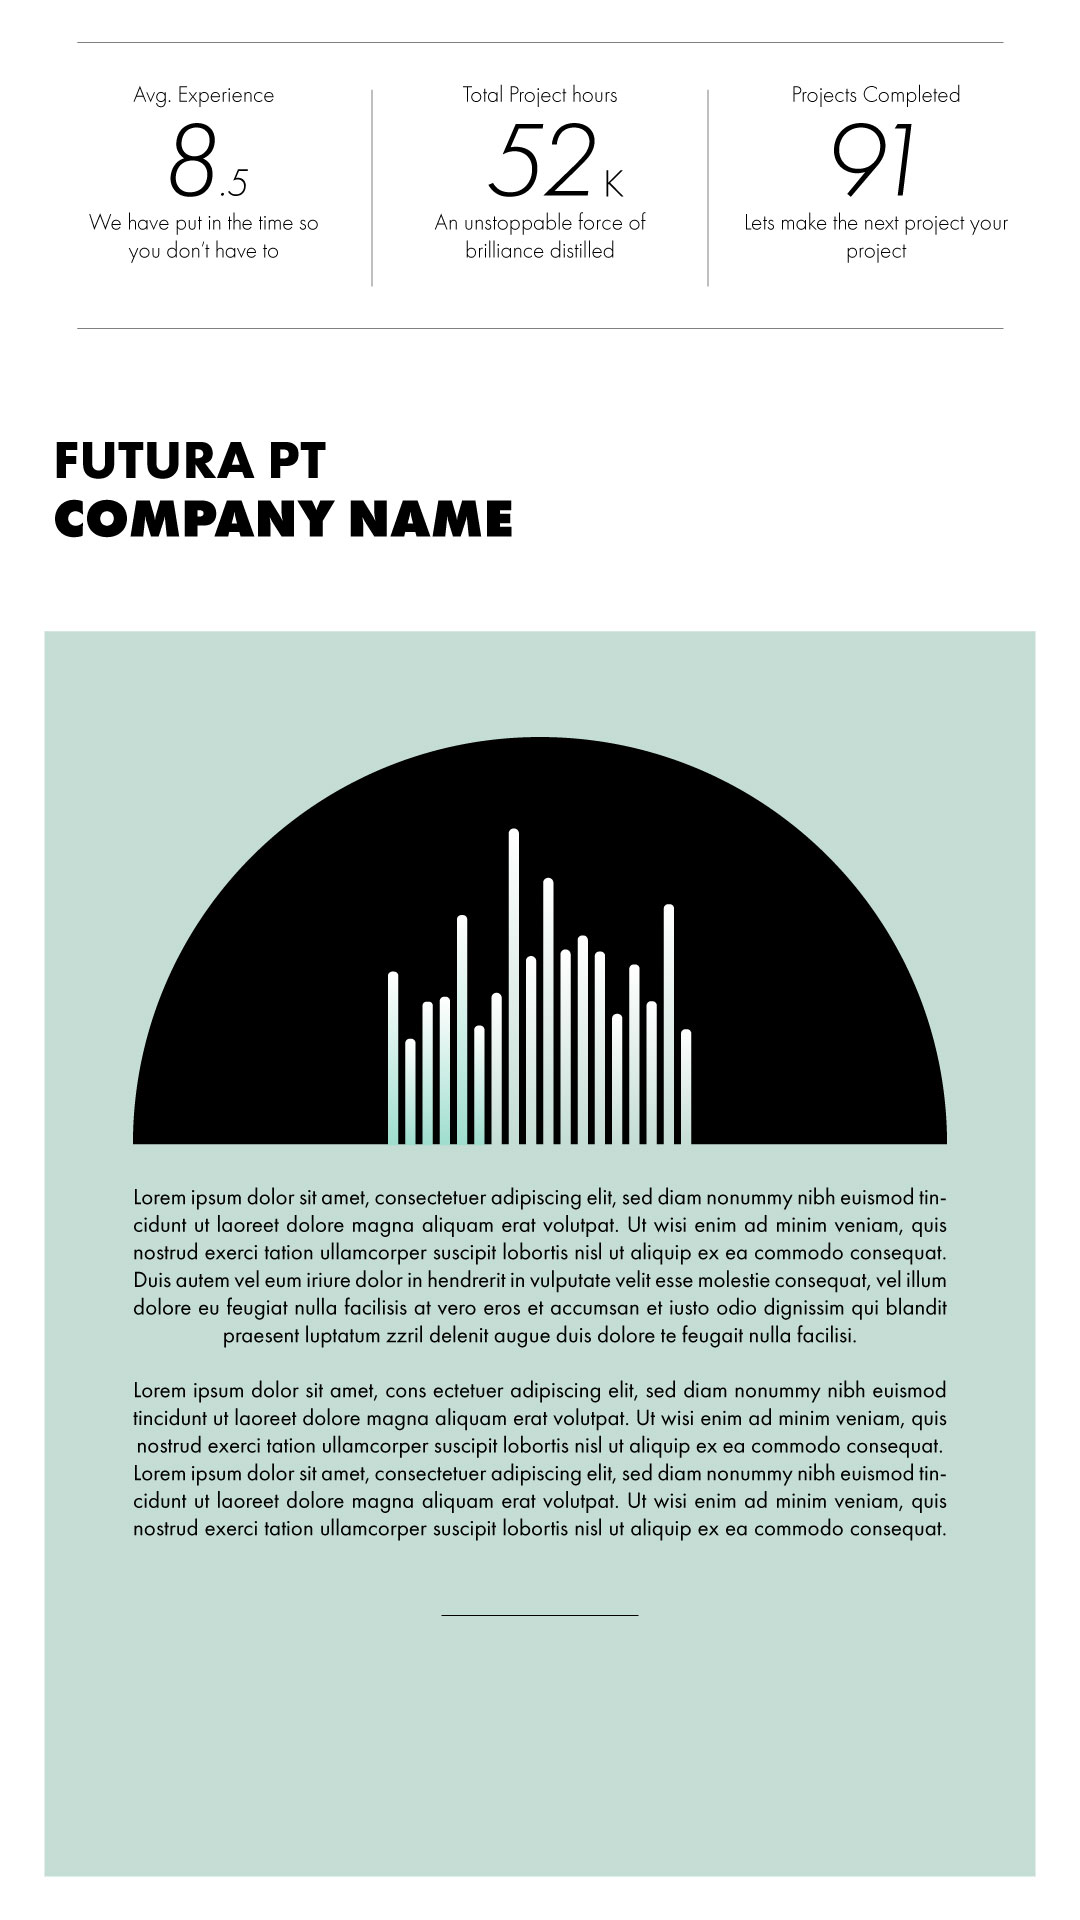 Avg. Experience
8.5
We have put in the time so
you don’t have to
Total Project hours
52 K
An unstoppable force of
brilliance distilled
Projects Completed
91
Lets make the next project your
project
FUTURA PT
COMPANY NAME
Lorem ipsum dolor sit amet, consectetuer adipiscing elit, sed diam nonummy nibh euismod tin-
cidunt ut laoreet dolore magna aliquam erat volutpat. Ut wisi enim ad minim veniam, quis
nostrud exerci tation ullamcorper suscipit lobortis nisl ut aliquip ex ea commodo consequat.
Duis autem vel eum iriure dolor in hendrerit in vulputate velit esse molestie consequat, vel illum
dolore eu feugiat nulla facilisis at vero eros et accumsan et iusto odio dignissim qui blandit
praesent luptatum zzril delenit augue duis dolore te feugait nulla facilisi.
Lorem ipsum dolor sit amet, cons ectetuer adipiscing elit, sed diam nonummy nibh euismod
tincidunt ut laoreet dolore magna aliquam erat volutpat. Ut wisi enim ad minim veniam, quis
nostrud exerci tation ullamcorper suscipit lobortis nisl ut aliquip ex ea commodo consequat.
Lorem ipsum dolor sit amet, consectetuer adipiscing elit, sed diam nonummy nibh euismod tin-
cidunt ut laoreet dolore magna aliquam erat volutpat. Ut wisi enim ad minim veniam, quis
nostrud exerci tation ullamcorper suscipit lobortis nisl ut aliquip ex ea commodo consequat.